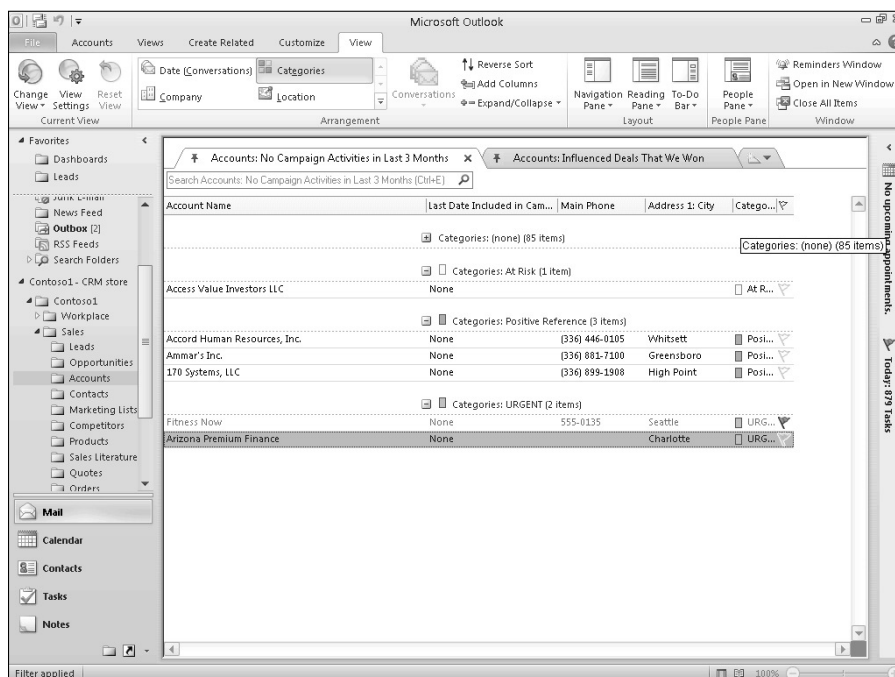 Microsoft Outlook
File Accounts Views Create Related Customize View
Change View View Settings Reset View
Current View
Date (Conversations) Categories
Company Location
Arrangement
Conversations
Reverse Sort
Add Columns
Expand/Collapse
Navigation Pane Reading Pane To-Do Bar
Layout
People Pane
People Pane
Reminders Window
Open in New Window
Close All Items
Window
Favorites
Dashboards
Leads
Junk E-mail
News Feed
Outbox [2]
RSS Feeds
Search Folders
Contoso1 - CRM store
Contoso1
Workplace
Sales
Leads
Opportunities
Accounts
Contacts
Marketing Lists
Competitors
Products
Sales Literature
Quotes
Orders
Mail
Calendar
Contacts
Tasks
Notes
Accounts: No Campaign Activities in Last 3 Months
Accounts: Influenced Deals That We Won
Search Accounts: No Campaign Activities in Last 3 Months (Ctrl+E)
Account Name Last Date Included in Cam... Main Phone Address 1: City Catego...
Categories: (none) (85 items)
Categories: (none) (85 items)
Categories: At Risk (1 item)
Access Value Investors LLC None At R...
Categories: Positive Reference (3 items)
Accord Human Resources, Inc. None (336) 446-0105 Whitsett Posi...
Ammar's Inc. None (336) 881-7100 Greensboro Posi...
170 Systems, LLC None (336) 899-1908 High Point Posi...
Categories: URGENT (2 items)
Fitness Now None 555-0135 Seattle URG...
Arizona Premium Finance None Charlotte URG...
No upcoming appointments.
Today: 879 Tasks
Filter applied
100%